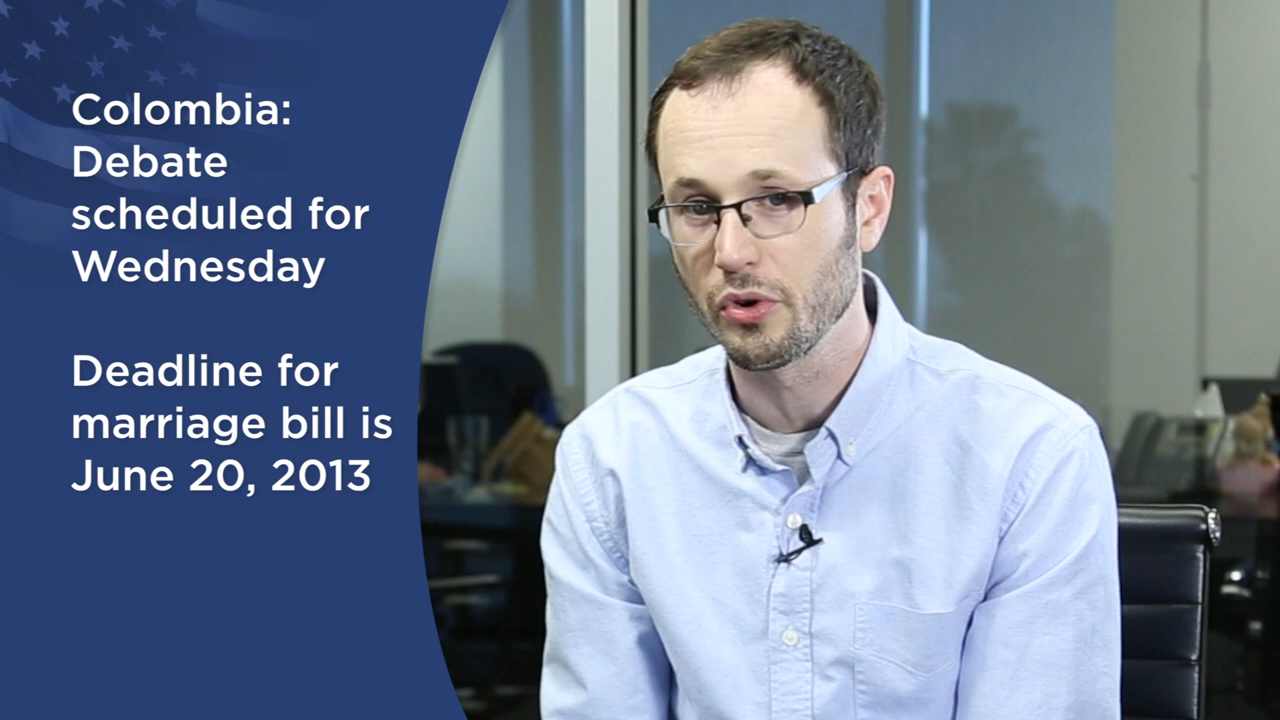 Colombia:
Debate
scheduled for
Wednesday
Deadline for
marriage bill is
June 20, 2013